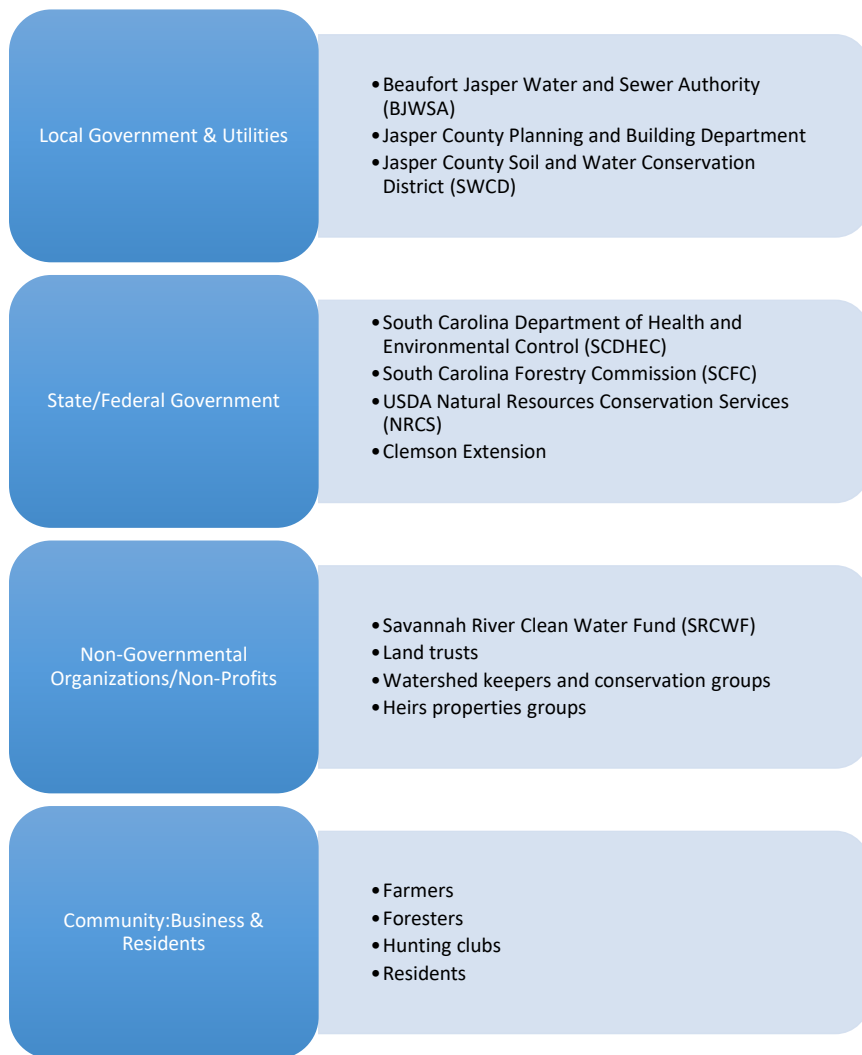 Local Government & Utilities
•Beaufort Jasper Water and Sewer Authority
(BJWSA)
•Jasper County Planning and Building Department
•Jasper County Soil and Water Conservation
District (SWCD)
State/Federal Government
•South Carolina Department of Health and
Environmental Control (SCDHEC)
•South Carolina Forestry Commission (SCFC)
•USDA Natural Resources Conservation Services
(NRCS)
•Clemson Extension
Non-Governmental
Organizations/Non-Profits
•Savannah River Clean Water Fund (SRCWF)
•Land trusts
•Watershed keepers and conservation groups
•Heirs properties groups
Community:Business &
Residents
•Farmers
•Foresters
•Hunting clubs
•Residents